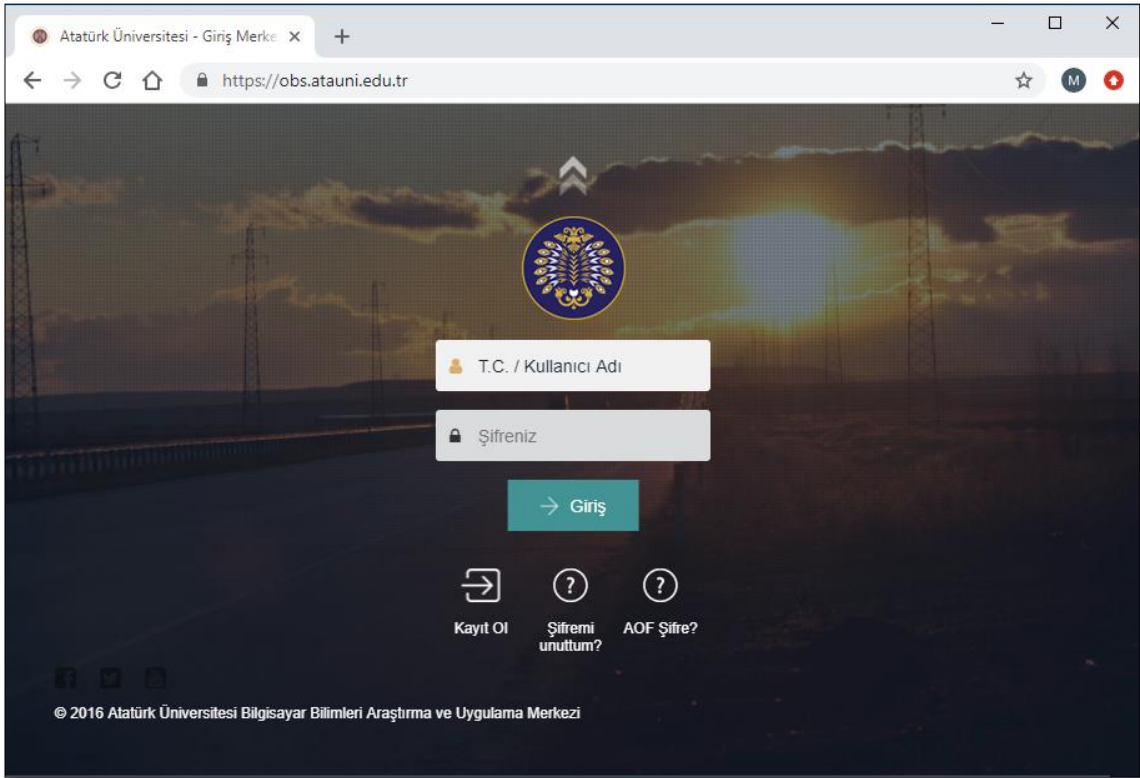 Atatürk Üniversitesi - Giriş Merke
https://obs.atauni.edu.tr
M
T.C. / Kullanıcı Adı
Şifreniz
Giriş
Kayıt Ol
Şifremi
unuttum?
AOF Şifre?
© 2016 Atatürk Üniversitesi Bilgisayar Bilimleri Araştırma ve Uygulama Merkezi